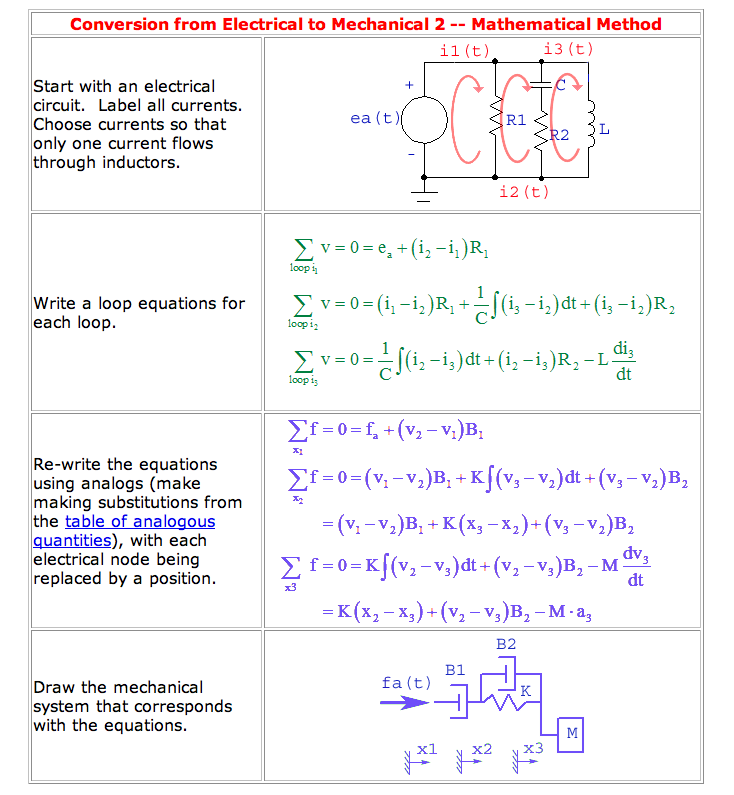 Conversion from Electrical to Mechanical 2 -- Mathematical Method
Start with an electrical
circuit. Label all currents.
Choose currents so that
only one current flows
through inductors.
i1(t) i3(t)
+ C
ea(t) R1 R2 L
-
i2(t)
Write a loop equations for
each loop.
∑ v = 0 = eₐ + (i₂ − i₁)R₁
loop i₁
∑ v = 0 = (i₁ − i₂)R₁ + 1/C ∫(i₃ − i₂)dt + (i₃ − i₂)R₂
loop i₂
∑ v = 0 = 1/C ∫(i₂ − i₃)dt + (i₂ − i₃)R₂ − L di₃/dt
loop i₃
Re-write the equations
using analogs (make
making substitutions from
the table of analogous
quantities), with each
electrical node being
replaced by a position.
∑ f = 0 = fₐ + (v₂ − v₁)B₁
x₁
∑ f = 0 = (v₁ − v₂)B₁ + K∫(v₃ − v₂)dt + (v₃ − v₂)B₂
x₂
= (v₁ − v₂)B₁ + K(x₃ − x₂) + (v₃ − v₂)B₂
∑ f = 0 = K∫(v₂ − v₃)dt + (v₂ − v₃)B₂ − M dv₃/dt
x3
= K(x₂ − x₃) + (v₂ − v₃)B₂ − M · a₃
Draw the mechanical
system that corresponds
with the equations.
B2
B1
fa(t) K
M
x1 x2 x3